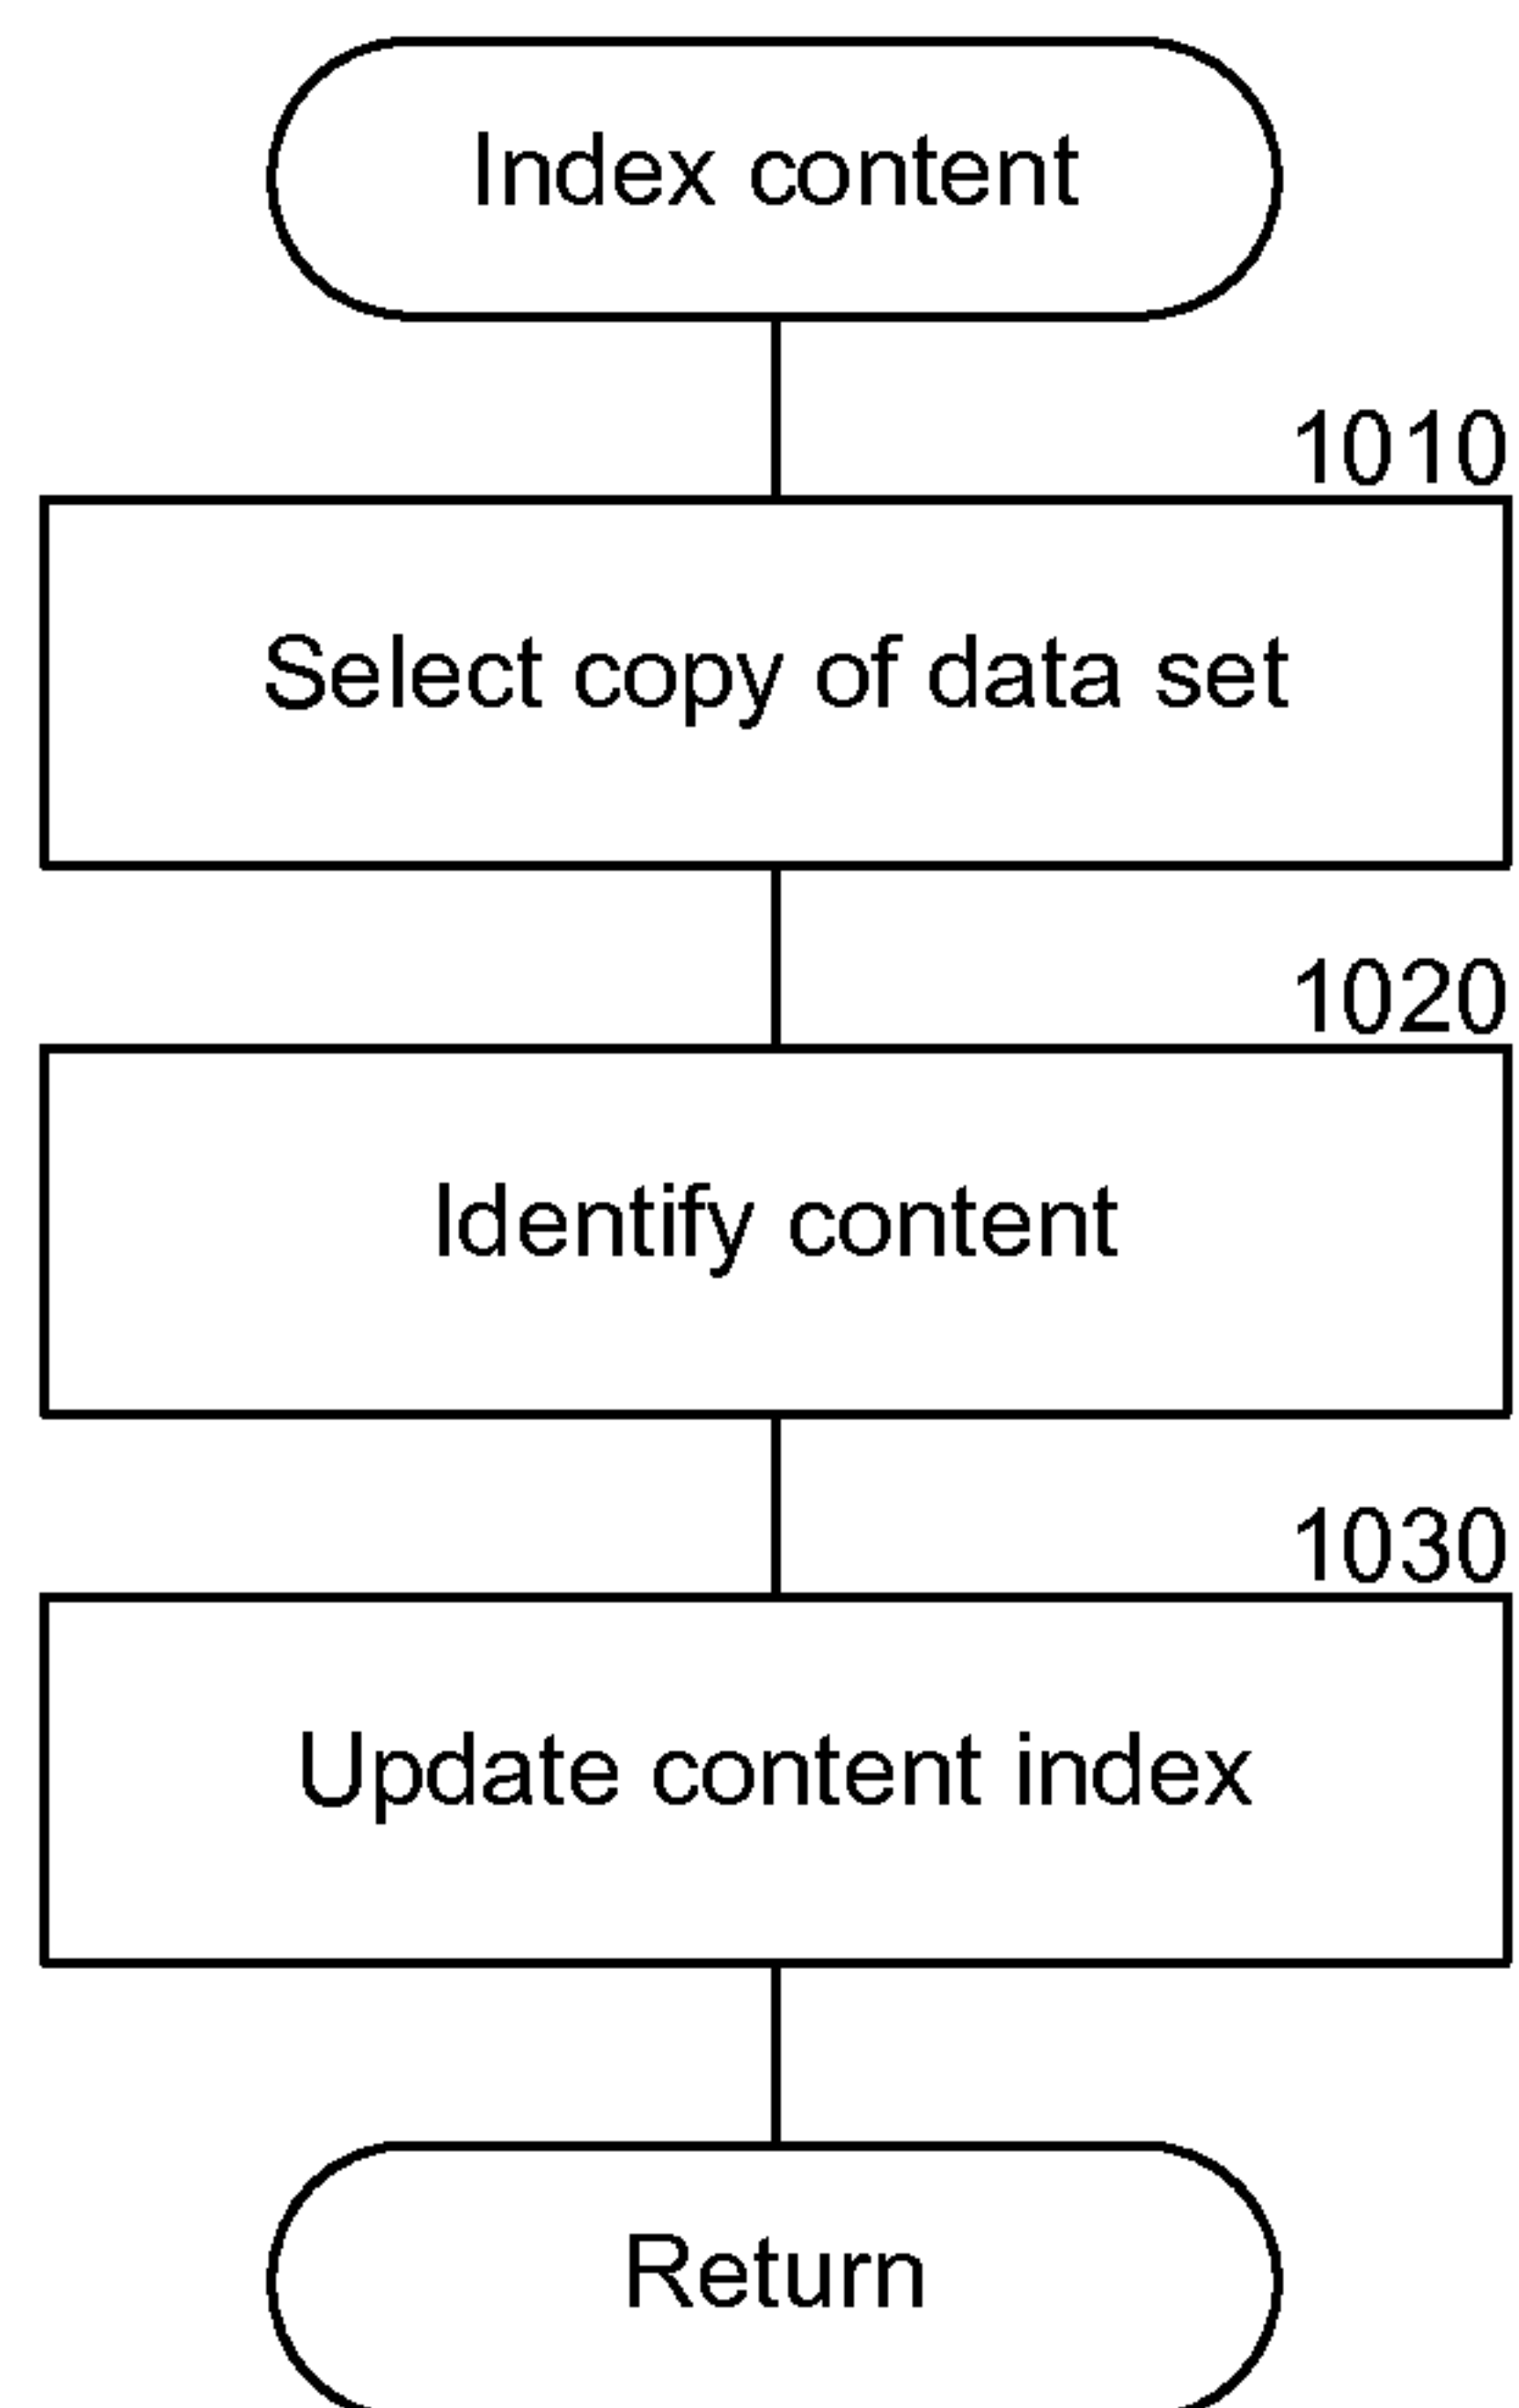 Index content
1010
Select copy of data set
1020
Identify content
1030
Update content index
Return